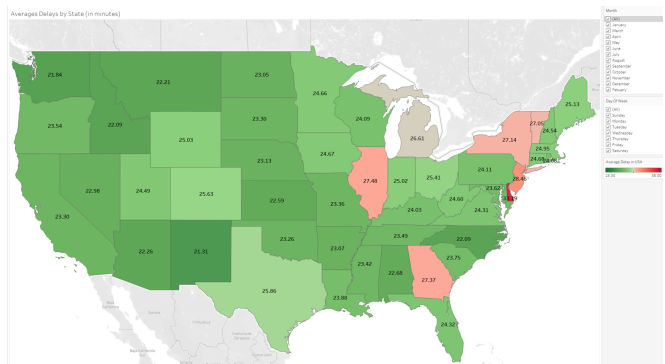 Averages Delays by State (in minutes)
21.84
22.21
23.05
24.66
24.09
26.61
25.13
27.05
24.54
27.14
24.95
23.54
22.09
25.03
23.30
24.67
23.13
22.98
24.49
25.63
22.59
23.36
27.48
25.02
25.41
24.11
23.62
24.60
24.31
24.03
23.30
22.26
21.31
23.26
23.49
22.09
23.75
25.86
23.42
22.68
27.37
24.32
Month
(All)
January
March
April
May
June
July
August
September
October
November
December
Day Of Week
(All)
Sunday
Monday
Tuesday
Wednesday
Thursday
Friday
Saturday
Average Delay in USA